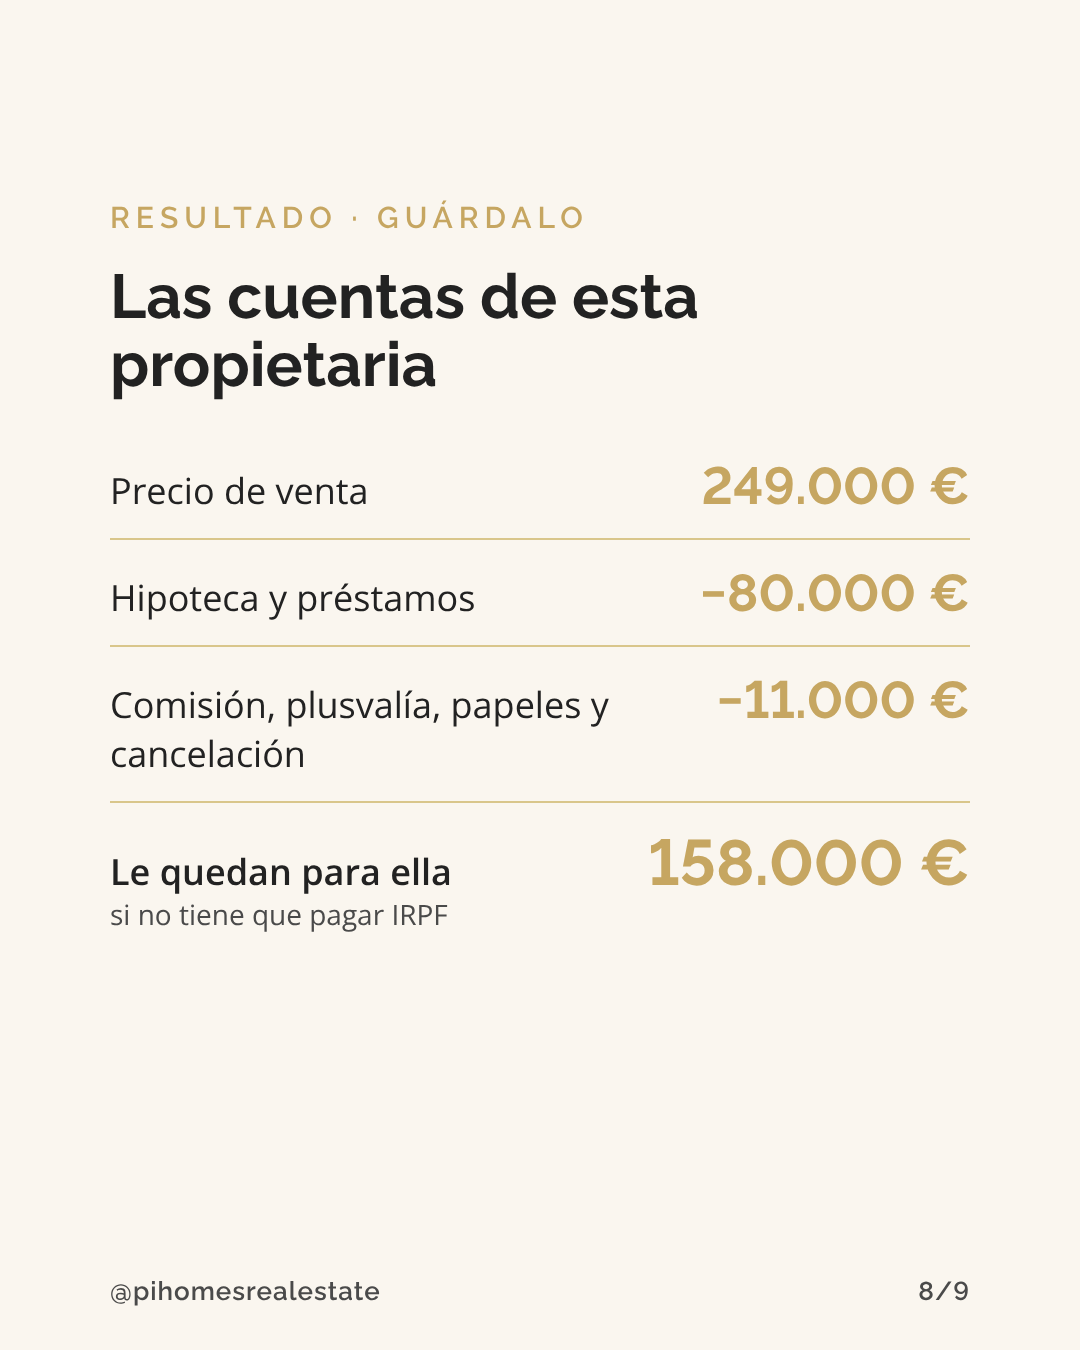 RESULTADO · GUÁRDALO
Las cuentas de esta
propietaria
Precio de venta 249.000 €
Hipoteca y préstamos −80.000 €
Comisión, plusvalía, papeles y −11.000 €
cancelación
Le quedan para ella 158.000 €
si no tiene que pagar IRPF
@pihomesrealestate 8/9